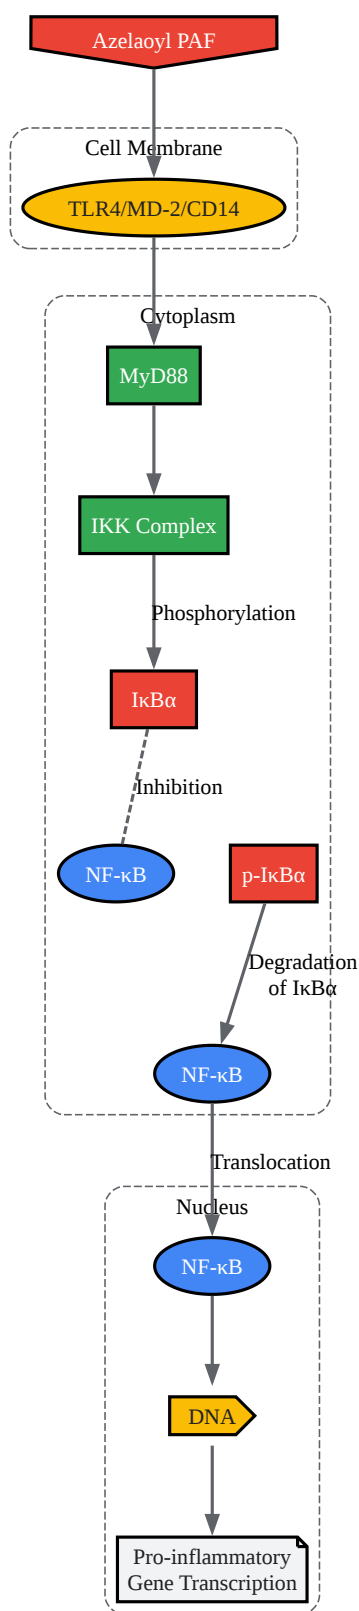 Azelaoyl PAF
Cell Membrane
TLR4/MD-2/CD14
Cytoplasm
MyD88
IKK Complex
Phosphorylation
IκBα
Inhibition
NF-κB
p-IκBα
Degradation
of IκBα
NF-κB
Translocation
Nucleus
NF-κB
DNA
Pro-inflammatory
Gene Transcription